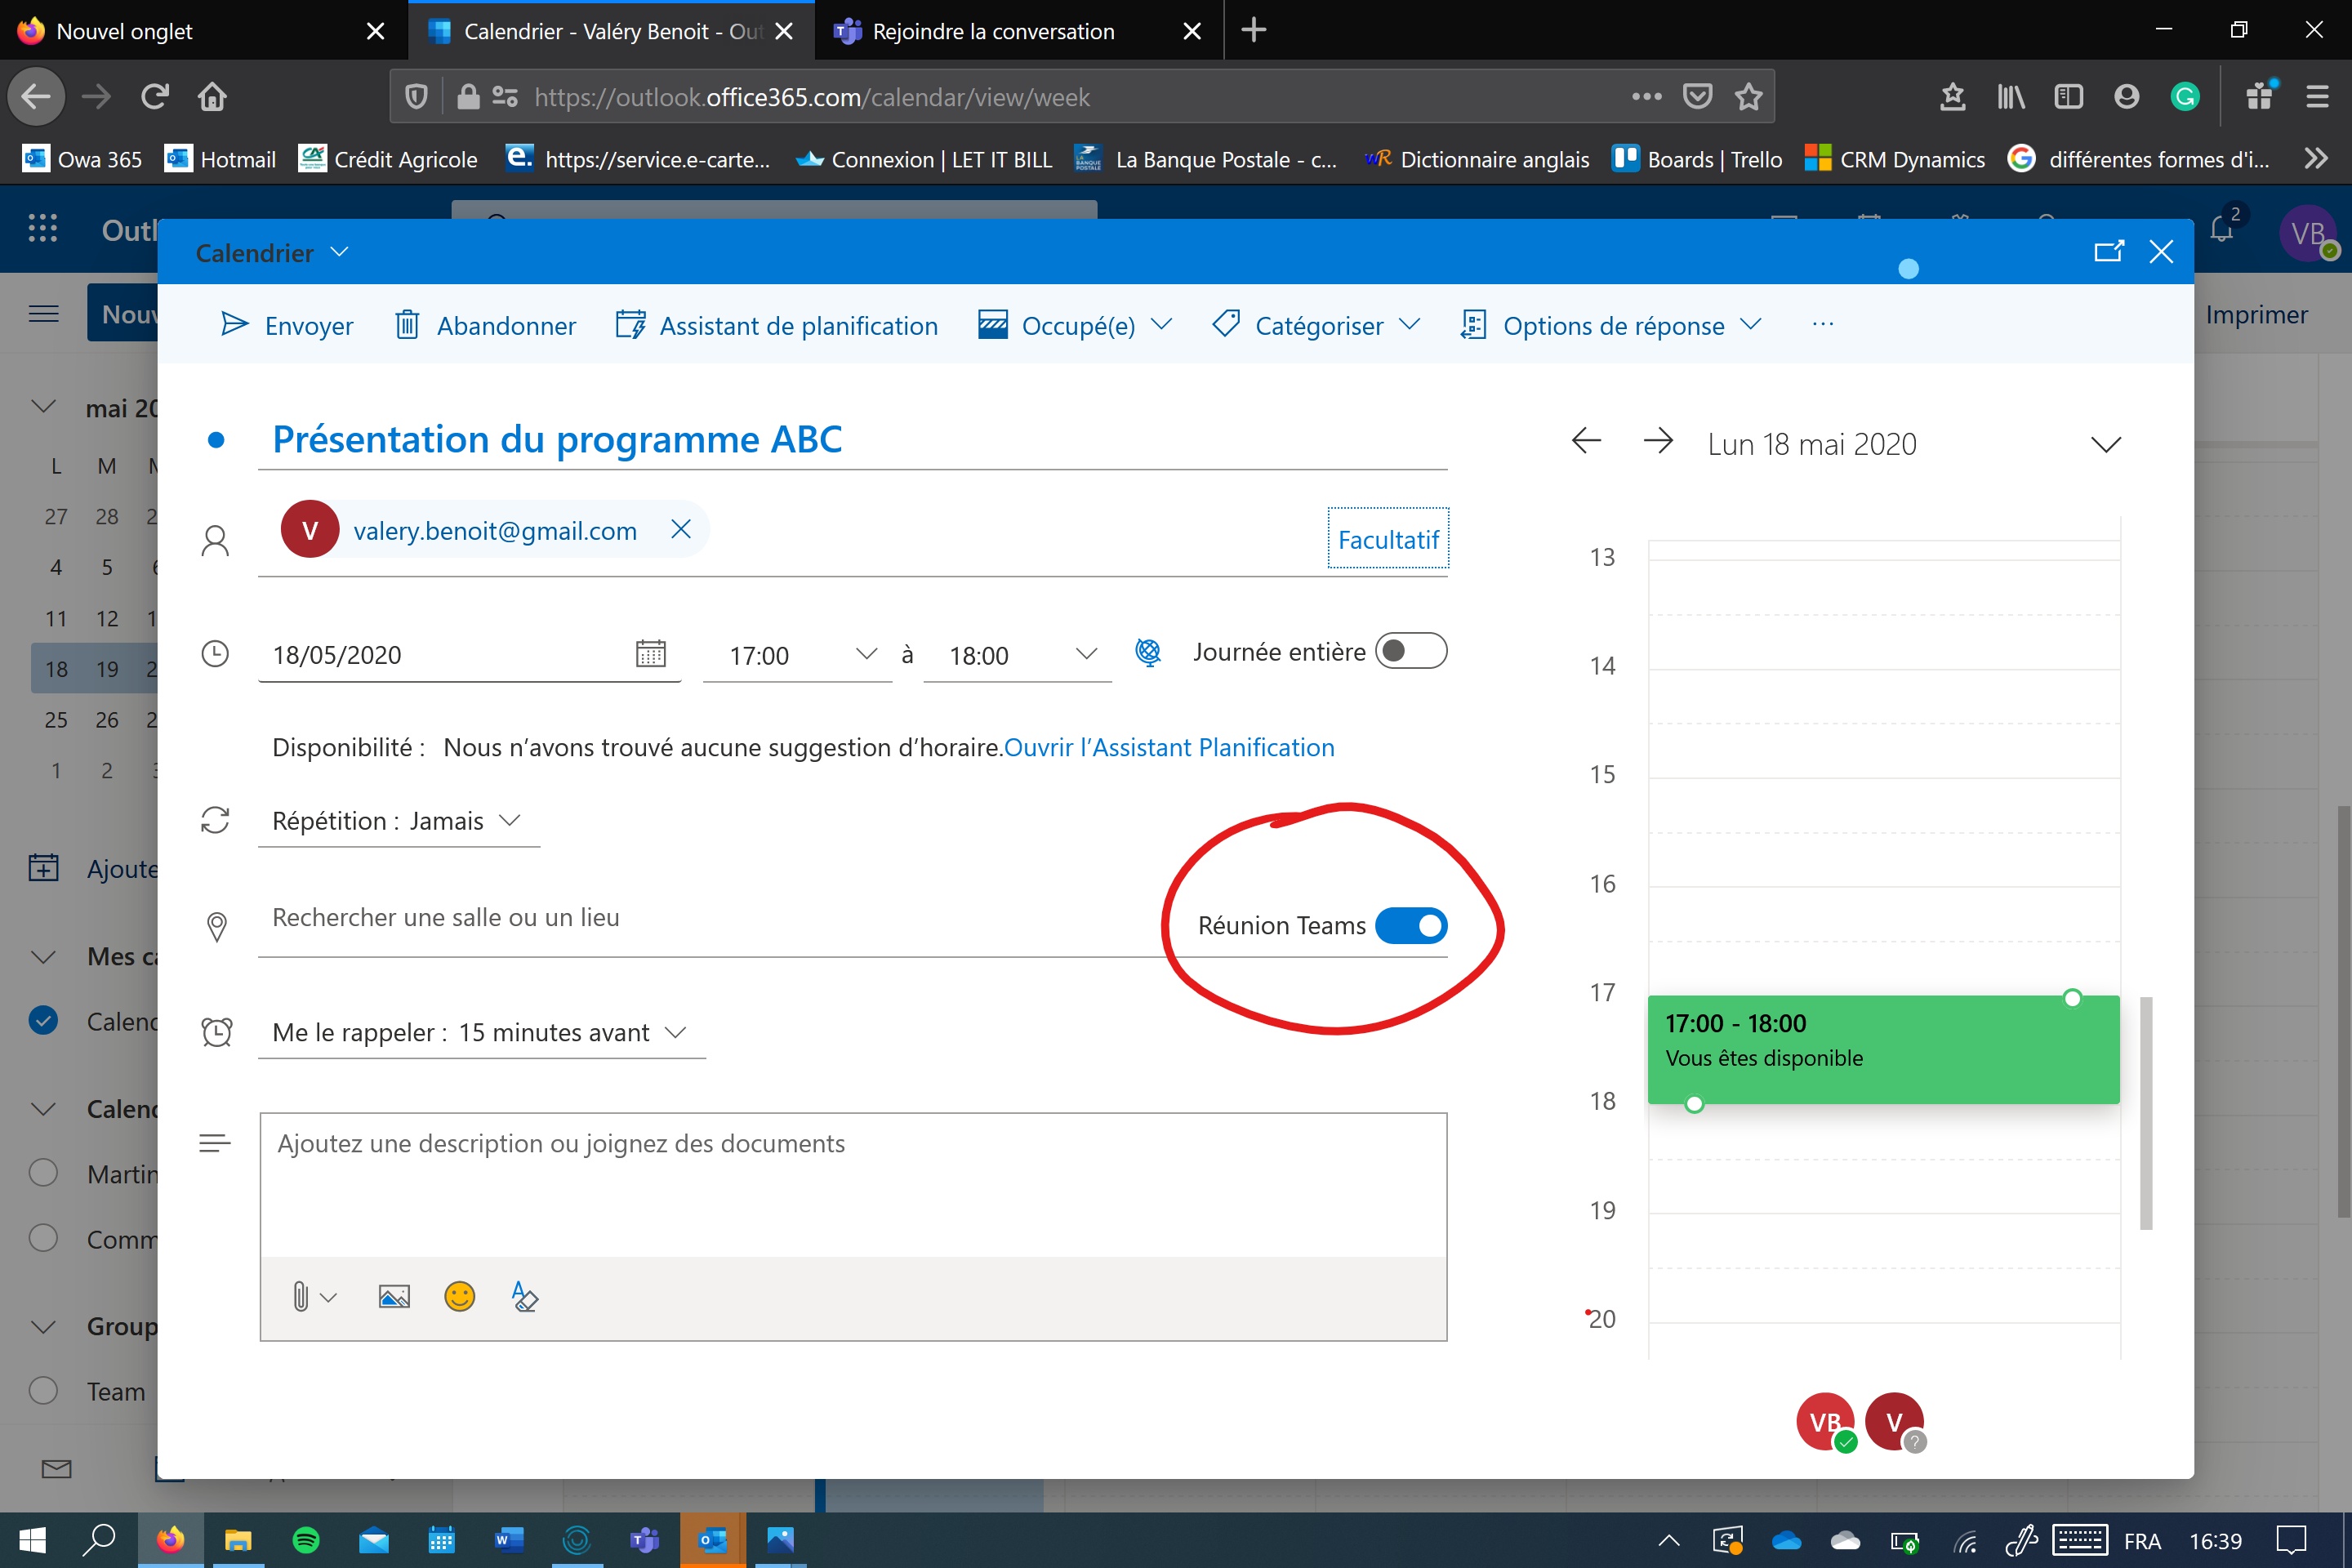 Nouvel onglet
Calendrier - Valéry Benoit - Out
Rejoindre la conversation
https://outlook.office365.com/calendar/view/week
Owa 365
Hotmail
Crédit Agricole
https://service.e-carte...
Connexion | LET IT BILL
La Banque Postale - c...
Dictionnaire anglais
Boards | Trello
CRM Dynamics
différentes formes d'i...
Outl
2
VB
Calendrier
Nouv
Envoyer
Abandonner
Assistant de planification
Occupé(e)
Catégoriser
Options de réponse
...
Imprimer
mai 20
L M M
27 28 2
4 5 6
11 12 1
18 19 2
25 26 2
1 2 3
Ajoute
Mes ca
Calend
Calend
Martin
Comm
Group
Team
Présentation du programme ABC
V valery.benoit@gmail.com
Facultatif
18/05/2020
17:00 à 18:00
Journée entière
Disponibilité : Nous n'avons trouvé aucune suggestion d'horaire.Ouvrir l'Assistant Planification
Répétition : Jamais
Rechercher une salle ou un lieu
Réunion Teams
Me le rappeler : 15 minutes avant
Ajoutez une description ou joignez des documents
Lun 18 mai 2020
13
14
15
16
17
17:00 - 18:00
Vous êtes disponible
18
19
20
VB V
FRA
16:39